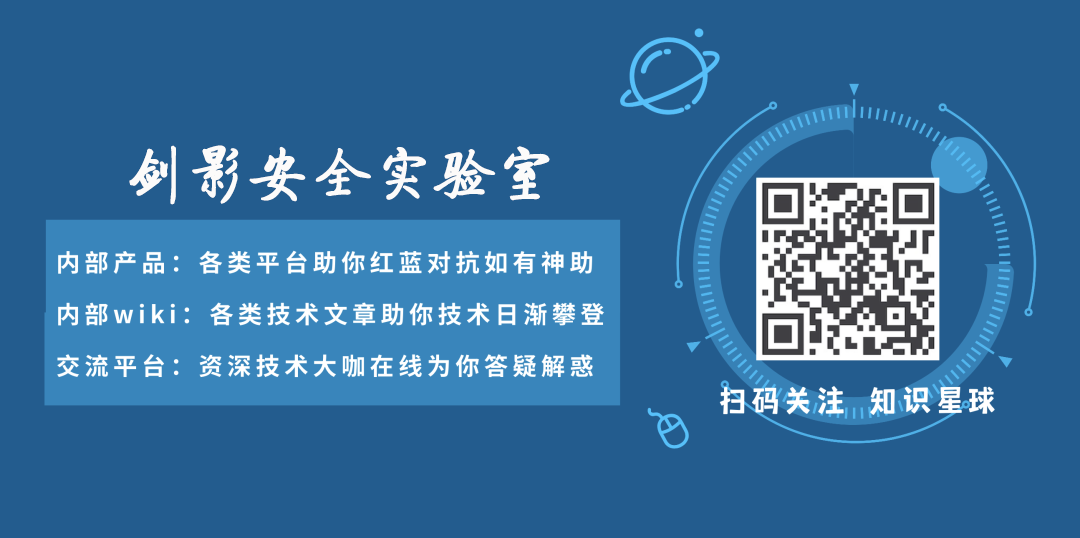 剑影安全实验室
内部产品：各类平台助你红蓝对抗如有神助
内部wiki：各类技术文章助你技术日渐攀登
交流平台：资深技术大咖在线为你答疑解惑
扫码关注 知识星球